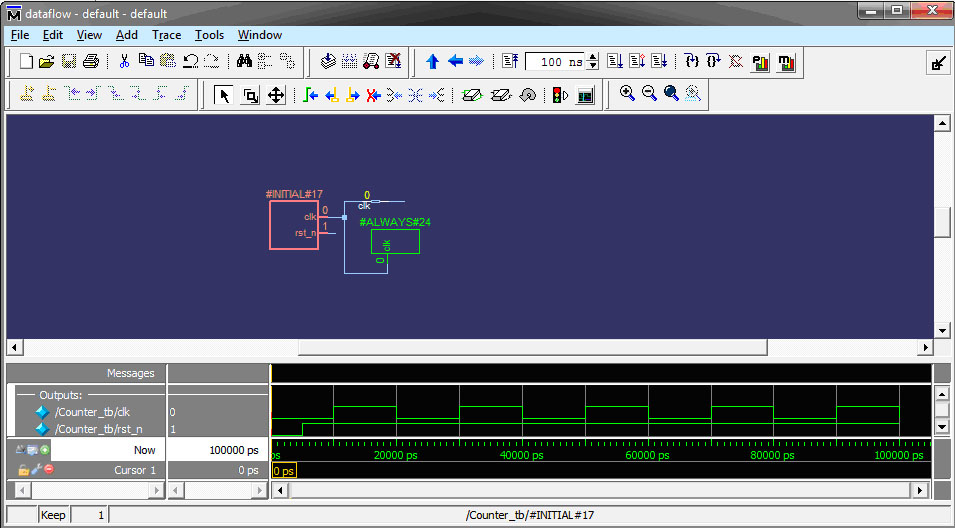 dataflow - default - default
File Edit View Add Trace Tools Window
100 ns
#INITIAL#17
clk
0
rst_n
1
0
clk
#ALWAYS#24
clk
0
Messages
Outputs:
/Counter_tb/clk 0
/Counter_tb/rst_n 1
Now 100000 ps
ps 20000 ps 40000 ps 60000 ps 80000 ps 100000 ps
Cursor 1 0 ps 0 ps
Keep 1 /Counter_tb/#INITIAL#17